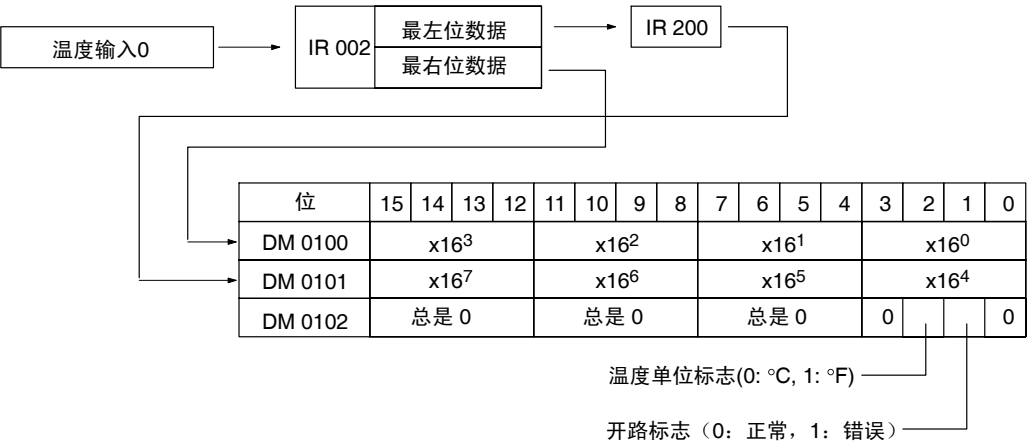 温度输入0
IR 002
最左位数据
最右位数据
IR 200
位 15 14 13 12 11 10 9 8 7 6 5 4 3 2 1 0
DM 0100 x16³ x16² x16¹ x16⁰
DM 0101 x16⁷ x16⁶ x16⁵ x16⁴
DM 0102 总是 0 总是 0 总是 0 0 0
温度单位标志(0: °C, 1: °F)
开路标志（0：正常，1：错误）